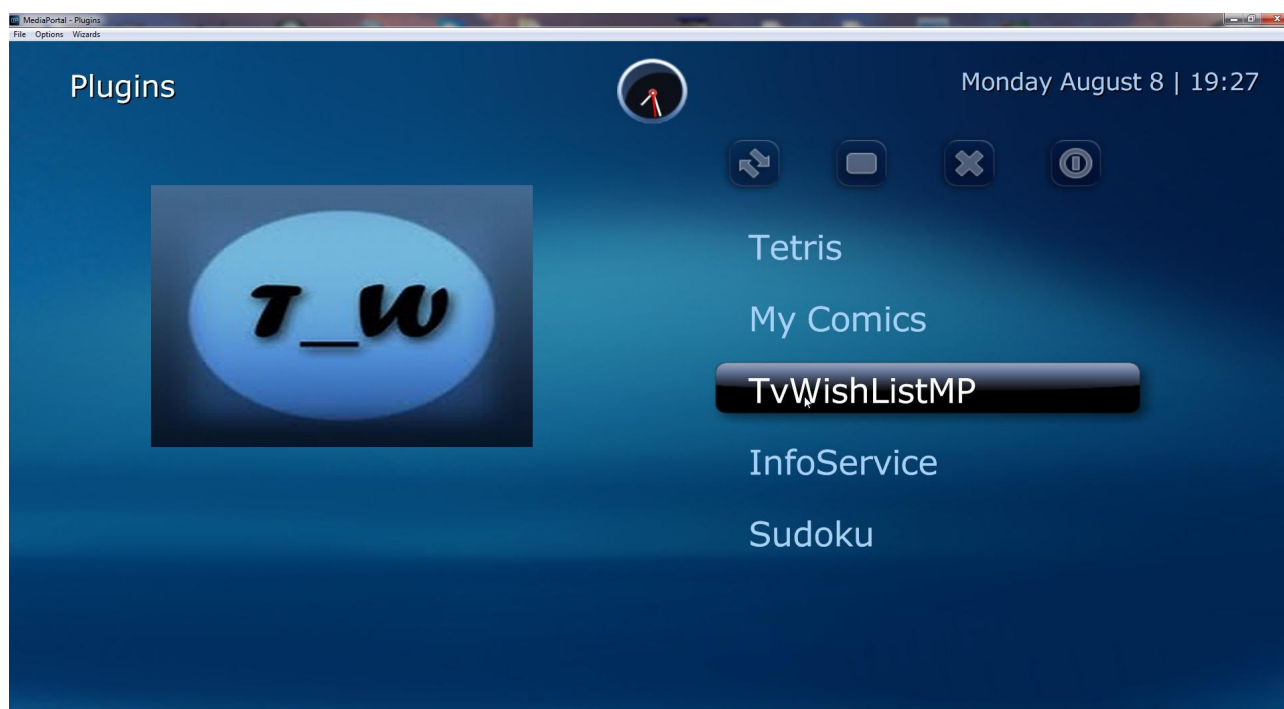 MediaPortal - Plugins
File Options Wizards
Plugins
Monday August 8 | 19:27
T_W
Tetris
My Comics
TvWishListMP
InfoService
Sudoku